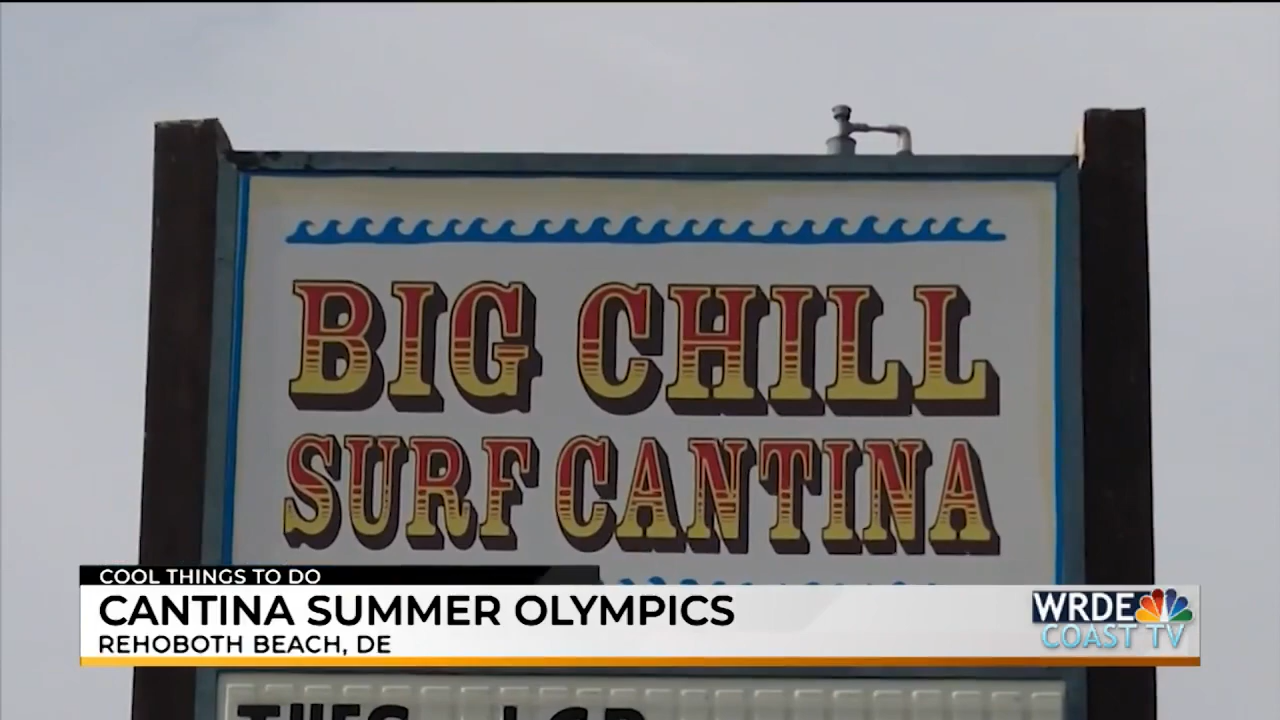 BIG CHILL
SURF CANTINA
COOL THINGS TO DO
CANTINA SUMMER OLYMPICS
REHOBOTH BEACH, DE
WRDE
COAST TV